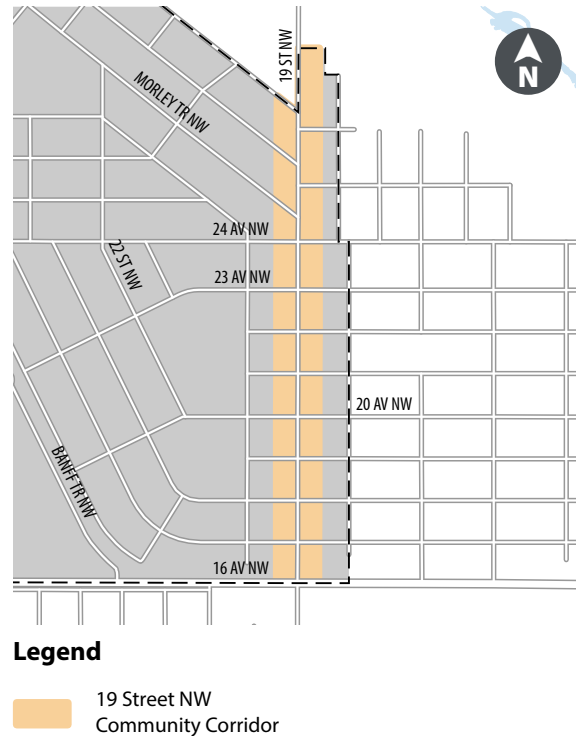 19 ST NW
N
MORLEY TR NW
24 AV NW
22 ST NW
23 AV NW
20 AV NW
BANFF TR NW
16 AV NW
Legend
19 Street NW
Community Corridor